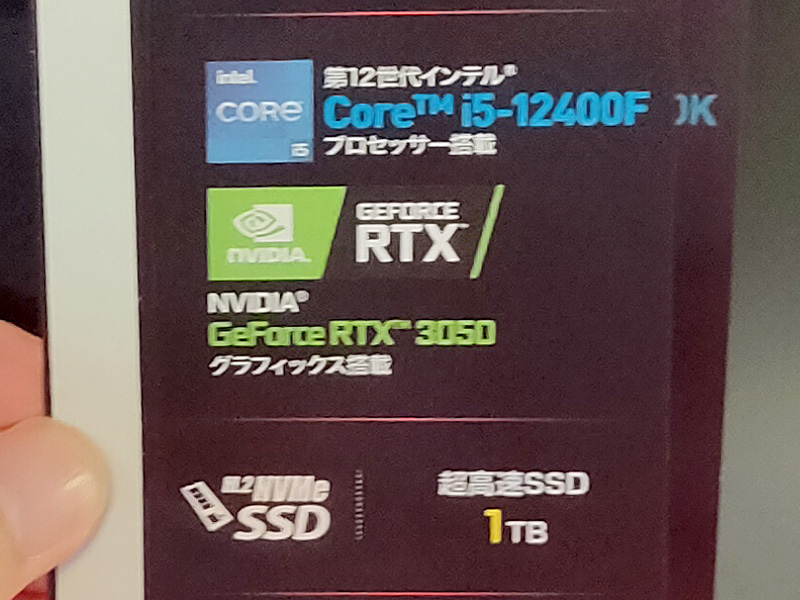 intel.
CORE
i5
第12世代インテル®
Core™ i5-12400F
プロセッサー搭載
OK
NVIDIA.
GEFORCE
RTX™
NVIDIA®
GeForce RTX™ 3050
グラフィックス搭載
M.2 NVMe
SSD
超高速SSD
1TB